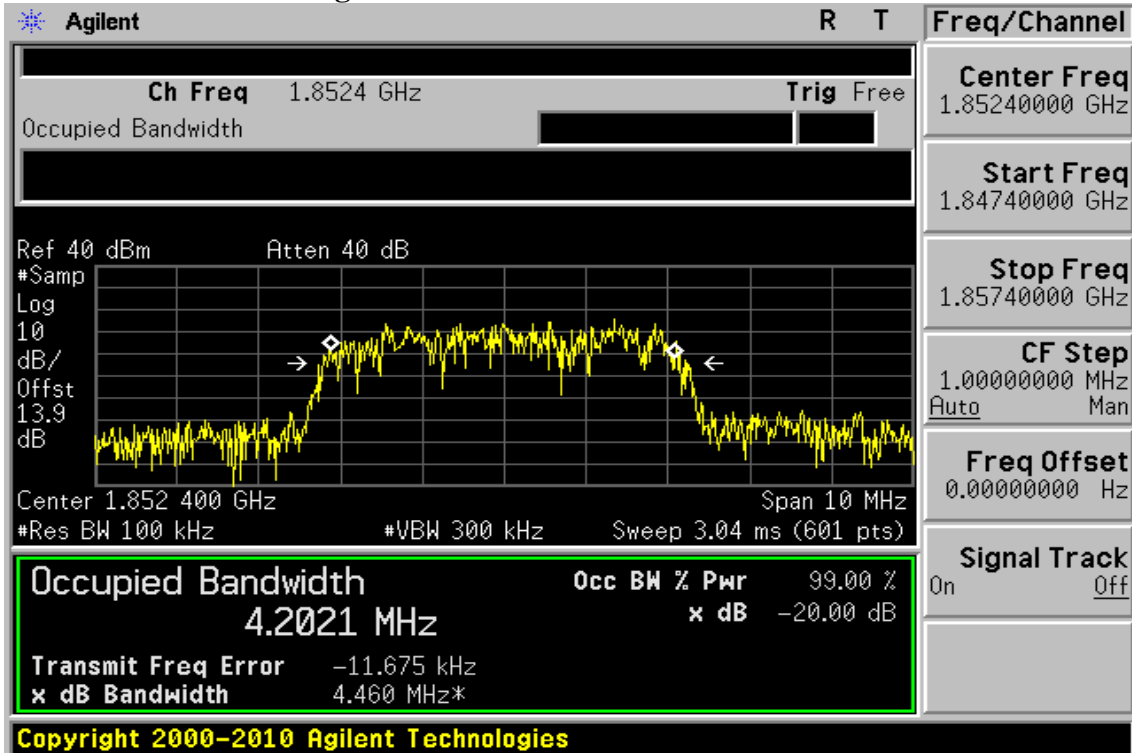 Agilent R T Freq/Channel
Ch Freq 1.8524 GHz Trig Free
Occupied Bandwidth
Center Freq
1.85240000 GHz
Start Freq
1.84740000 GHz
Stop Freq
1.85740000 GHz
CF Step
1.00000000 MHz
Auto Man
Freq Offset
0.00000000 Hz
Signal Track
On Off
Ref 40 dBm Atten 40 dB
#Samp
Log
10
dB/
Offst
13.9
dB
Center 1.852 400 GHz Span 10 MHz
#Res BW 100 kHz #VBW 300 kHz Sweep 3.04 ms (601 pts)
Occupied Bandwidth Occ BW % Pwr 99.00 %
4.2021 MHz x dB -20.00 dB
Transmit Freq Error -11.675 kHz
x dB Bandwidth 4.460 MHz*
Copyright 2000-2010 Agilent Technologies